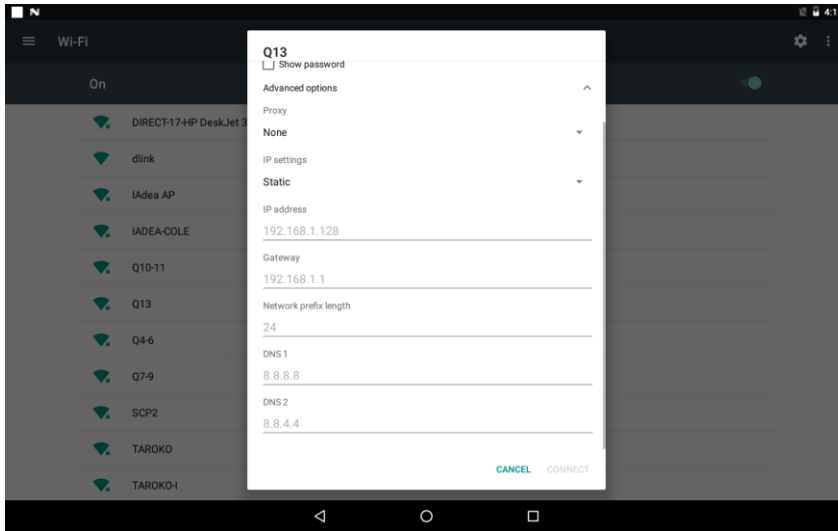 4:1
Wi-Fi
On
DIRECT-17-HP DeskJet 3
dlink
IAdea AP
IADEA-COLE
Q10-11
Q13
Q4-6
Q7-9
SCP2
TAROKO
TAROKO-I
Q13
Show password
Advanced options
Proxy
None
IP settings
Static
IP address
192.168.1.128
Gateway
192.168.1.1
Network prefix length
24
DNS 1
8.8.8.8
DNS 2
8.8.4.4
CANCEL CONNECT